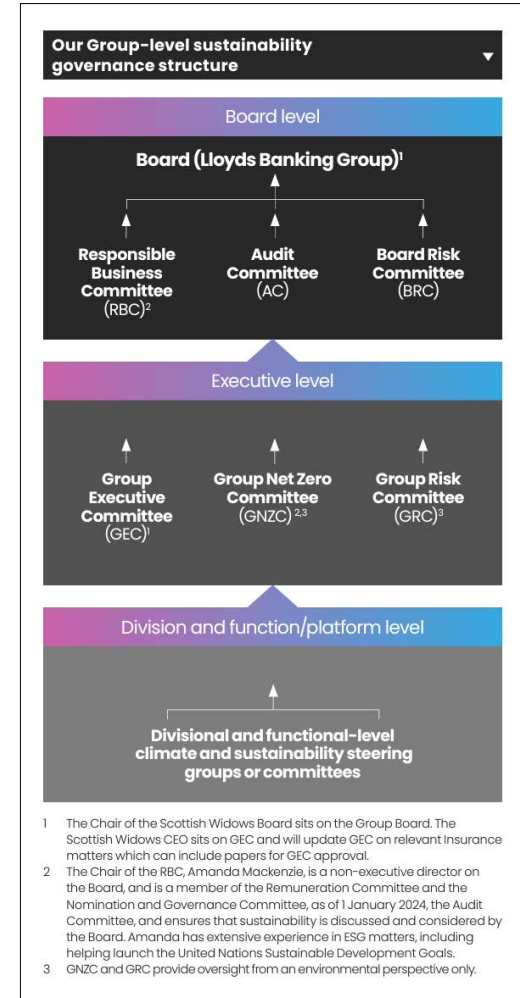 Our Group-level sustainability
governance structure
Board level
Board (Lloyds Banking Group)¹
Responsible
Business
Committee
(RBC)²
Audit
Committee
(AC)
Board Risk
Committee
(BRC)
Executive level
Group
Executive
Committee
(GEC)¹
Group Net Zero
Committee
(GNZC) ²,³
Group Risk
Committee
(GRC)³
Division and function/platform level
Divisional and functional-level
climate and sustainability steering
groups or committees
1 The Chair of the Scottish Widows Board sits on the Group Board. The
Scottish Widows CEO sits on GEC and will update GEC on relevant Insurance
matters which can include papers for GEC approval.
2 The Chair of the RBC, Amanda Mackenzie, is a non-executive director on
the Board, and is a member of the Remuneration Committee and the
Nomination and Governance Committee, as of 1 January 2024, the Audit
Committee, and ensures that sustainability is discussed and considered by
the Board. Amanda has extensive experience in ESG matters, including
helping launch the United Nations Sustainable Development Goals.
3 GNZC and GRC provide oversight from an environmental perspective only.